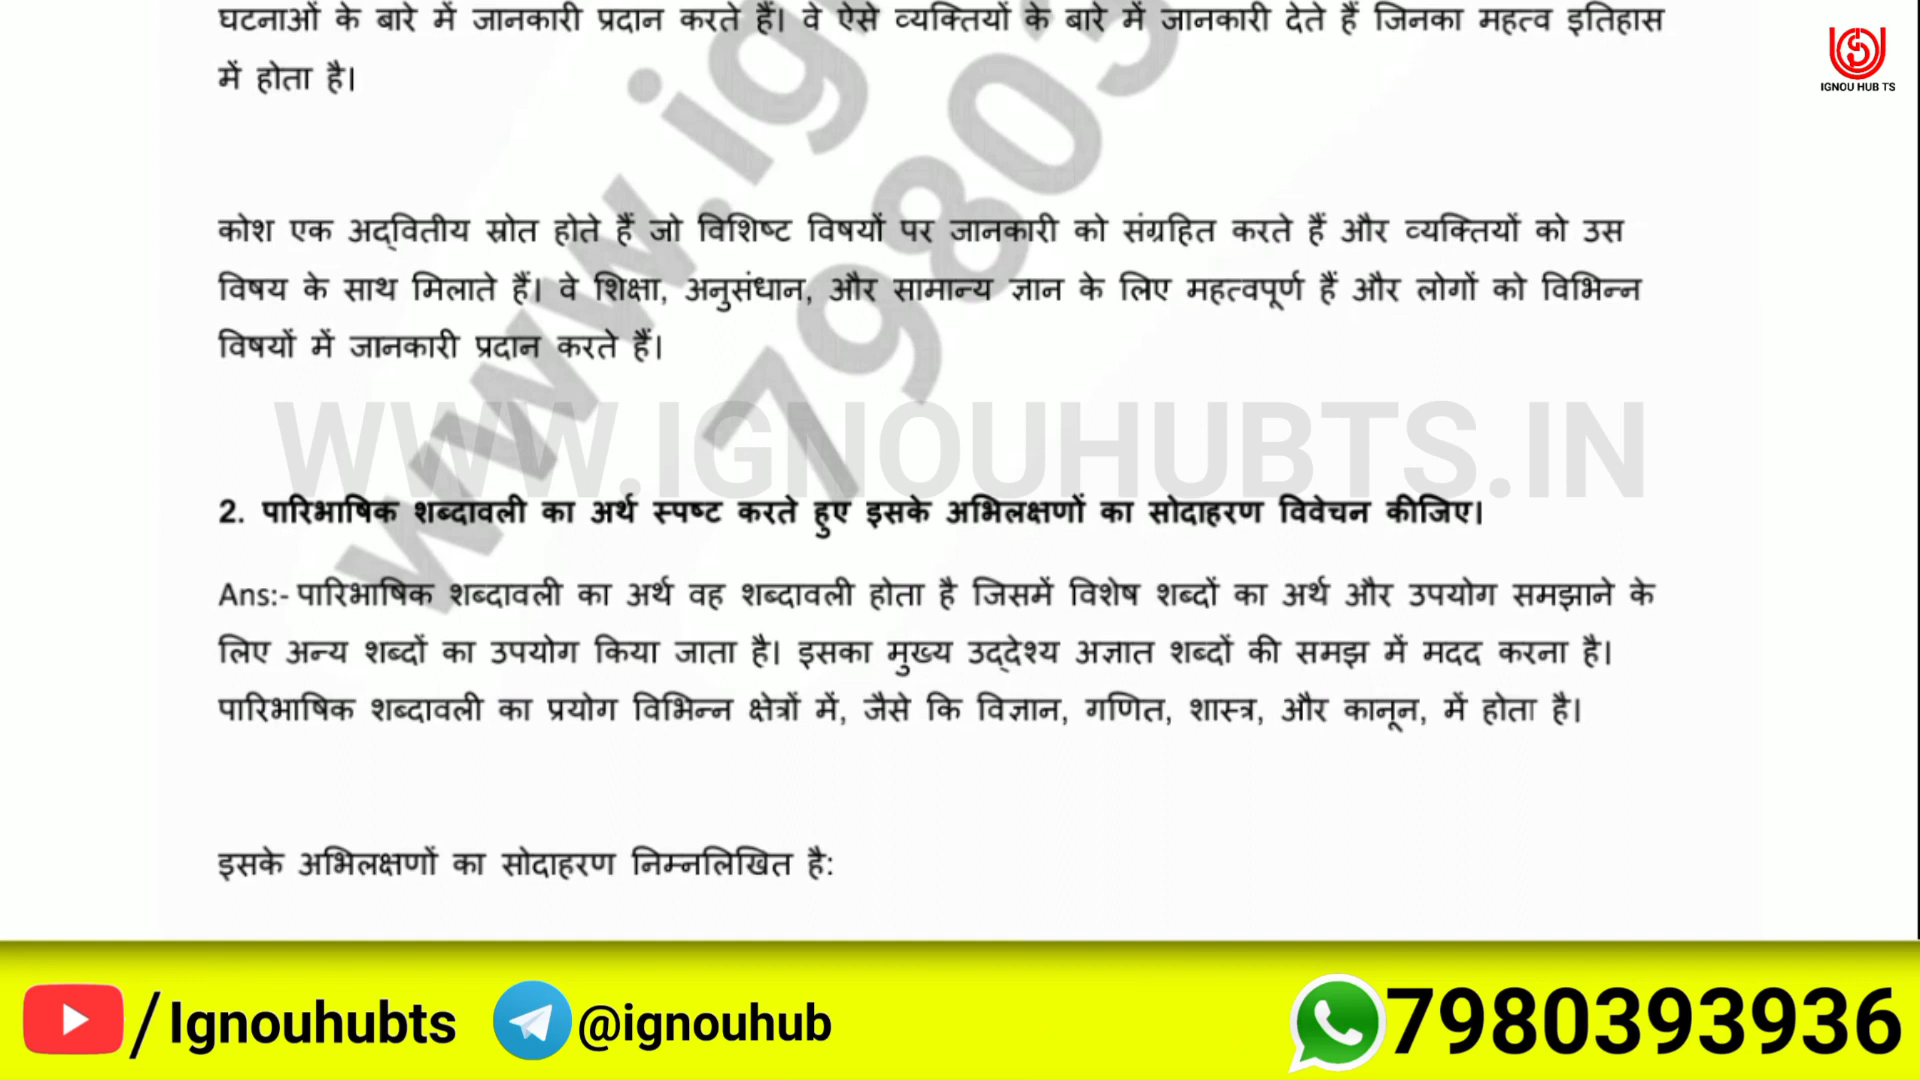 घटनाओं के बारे में जानकारी प्रदान करते हैं। वे ऐसे व्यक्तियों के बारे में जानकारी देते हैं जिनका महत्व इतिहास
में होता है।
IGNOU HUB TS
कोश एक अद्वितीय स्रोत होते हैं जो विशिष्ट विषयों पर जानकारी को संग्रहित करते हैं और व्यक्तियों को उस
विषय के साथ मिलाते हैं। वे शिक्षा, अनुसंधान, और सामान्य ज्ञान के लिए महत्वपूर्ण हैं और लोगों को विभिन्न
विषयों में जानकारी प्रदान करते हैं।
www.ig
79803
WWW.IGNOUHUBTS.IN
2. पारिभाषिक शब्दावली का अर्थ स्पष्ट करते हुए इसके अभिलक्षणों का सोदाहरण विवेचन कीजिए।
Ans:- पारिभाषिक शब्दावली का अर्थ वह शब्दावली होता है जिसमें विशेष शब्दों का अर्थ और उपयोग समझाने के
लिए अन्य शब्दों का उपयोग किया जाता है। इसका मुख्य उद्देश्य अज्ञात शब्दों की समझ में मदद करना है।
पारिभाषिक शब्दावली का प्रयोग विभिन्न क्षेत्रों में, जैसे कि विज्ञान, गणित, शास्त्र, और कानून, में होता है।
इसके अभिलक्षणों का सोदाहरण निम्नलिखित है:
/Ignouhubts @ignouhub 7980393936